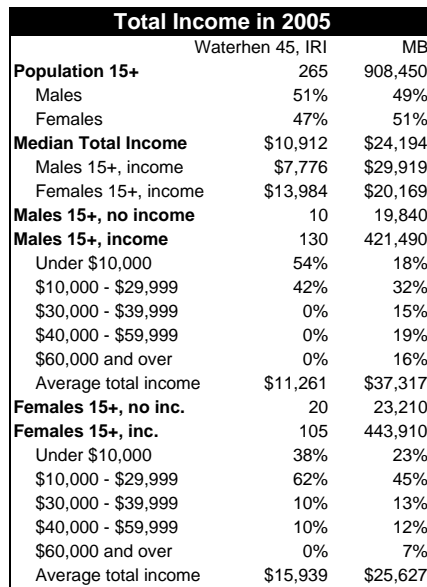 Total Income in 2005
Waterhen 45, IRI MB
Population 15+ 265 908,450
Males 51% 49%
Females 47% 51%
Median Total Income $10,912 $24,194
Males 15+, income $7,776 $29,919
Females 15+, income $13,984 $20,169
Males 15+, no income 10 19,840
Males 15+, income 130 421,490
Under $10,000 54% 18%
$10,000 - $29,999 42% 32%
$30,000 - $39,999 0% 15%
$40,000 - $59,999 0% 19%
$60,000 and over 0% 16%
Average total income $11,261 $37,317
Females 15+, no inc. 20 23,210
Females 15+, inc. 105 443,910
Under $10,000 38% 23%
$10,000 - $29,999 62% 45%
$30,000 - $39,999 10% 13%
$40,000 - $59,999 10% 12%
$60,000 and over 0% 7%
Average total income $15,939 $25,627